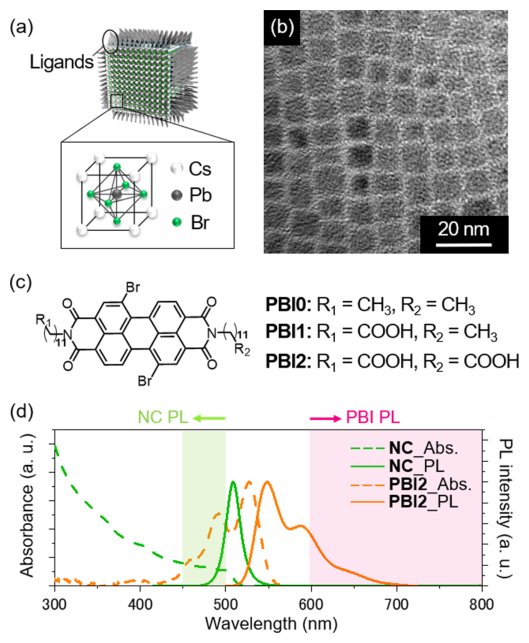 (a)
Ligands
Cs
Pb
Br
(b)
20 nm
(c)
Br
O
O
R₁
( )₁₁
N
N
( )₁₁
R₂
O
O
Br
PBI0: R₁ = CH₃, R₂ = CH₃
PBI1: R₁ = COOH, R₂ = CH₃
PBI2: R₁ = COOH, R₂ = COOH
(d)
NC PL
PBI PL
NC_Abs.
NC_PL
PBI2_Abs.
PBI2_PL
Absorbance (a. u.)
PL intensity (a. u.)
300 400 500 600 700 800
Wavelength (nm)